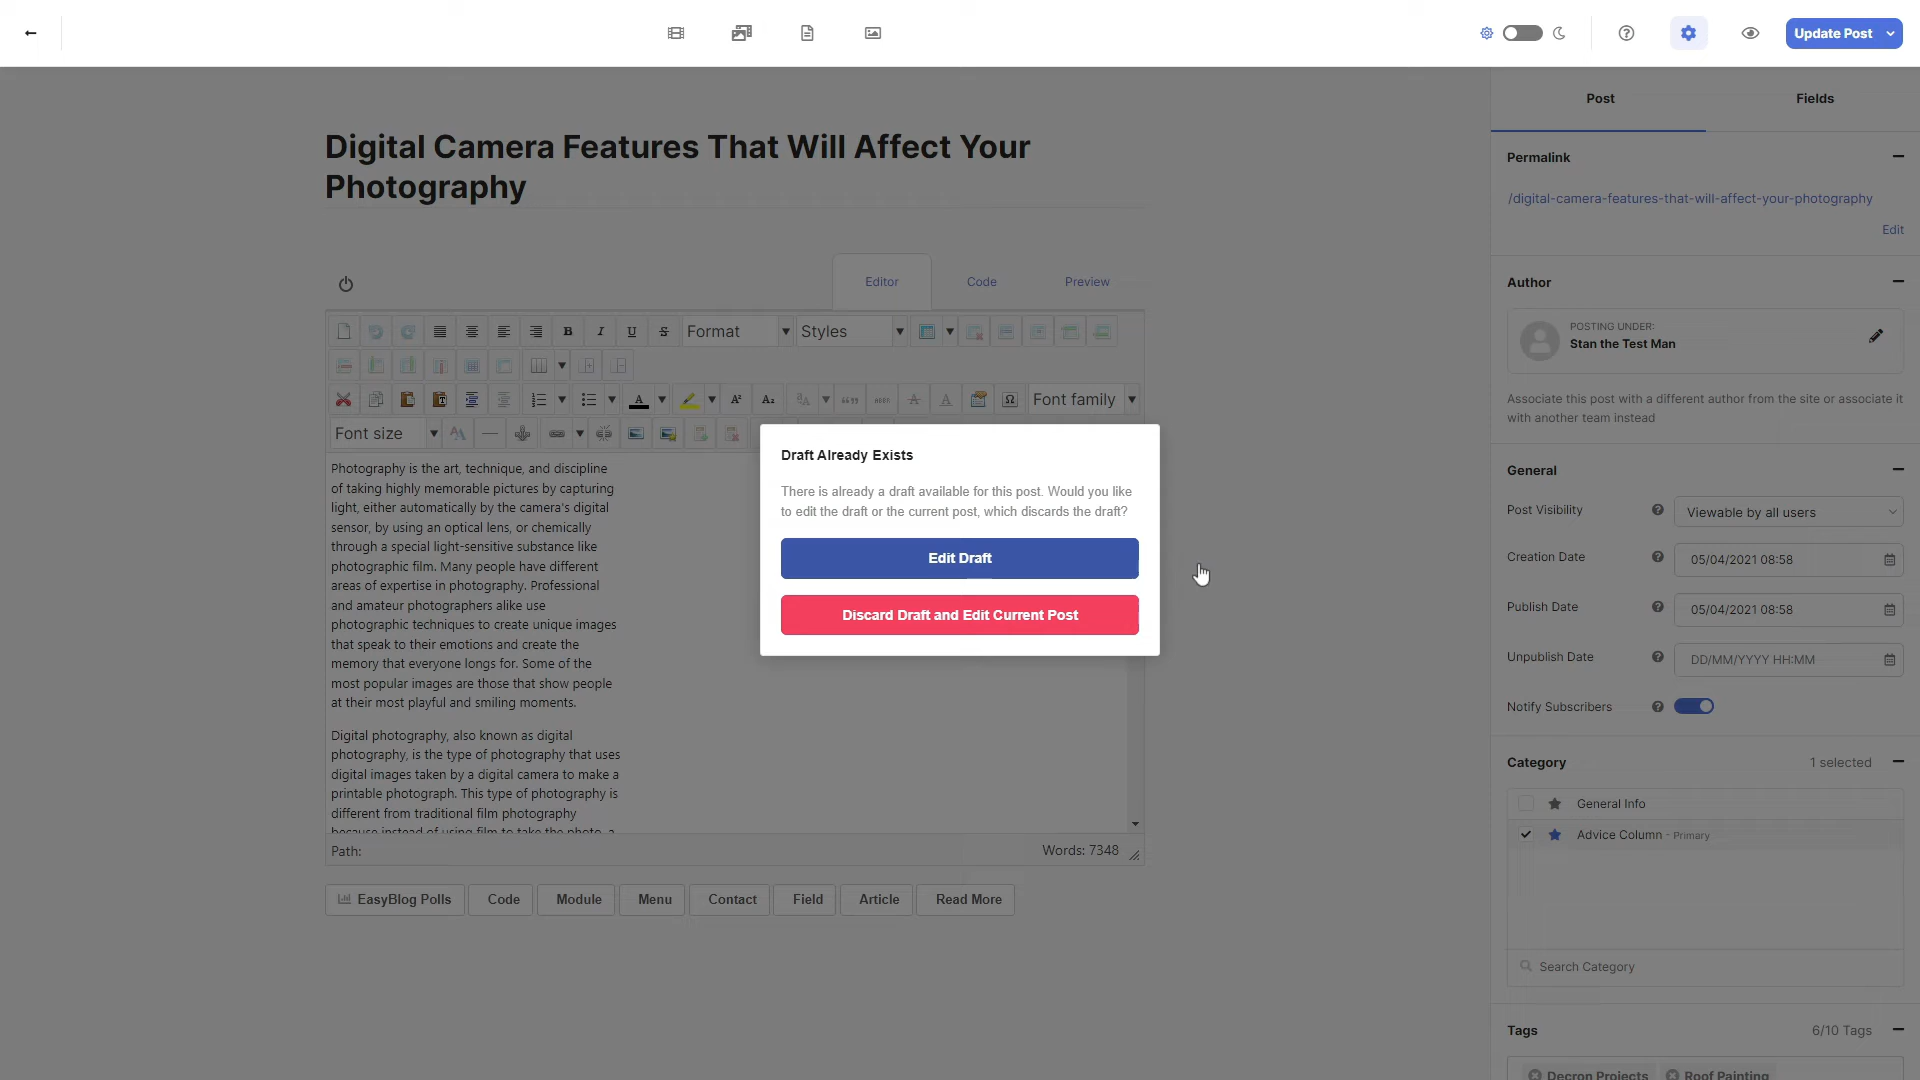 Update Post
Post
Fields
Digital Camera Features That Will Affect Your
Photography
Permalink
/digital-camera-features-that-will-affect-your-photography
Edit
Editor
Code
Preview
Author
POSTING UNDER:
Stan the Test Man
Associate this post with a different author from the site or associate it
with another team instead
Format
Styles
Font family
Font size
Photography is the art, technique, and discipline
of taking highly memorable pictures by capturing
light, either automatically by the camera's digital
sensor, by using an optical lens, or chemically
through a special light-sensitive substance like
photographic film. Many people have different
areas of expertise in photography. Professional
and amateur photographers alike use
photographic techniques to create unique images
that speak to their emotions and create the
memory that everyone longs for. Some of the
most popular images are those that show people
at their most playful and smiling moments.
Digital photography, also known as digital
photography, is the type of photography that uses
digital images taken by a digital camera to make a
printable photograph. This type of photography is
different from traditional film photography
because instead of using film to take the photo, a
Path:
Words: 7348
EasyBlog Polls
Code
Module
Menu
Contact
Field
Article
Read More
Draft Already Exists
There is already a draft available for this post. Would you like
to edit the draft or the current post, which discards the draft?
Edit Draft
Discard Draft and Edit Current Post
General
Post Visibility
Viewable by all users
Creation Date
05/04/2021 08:58
Publish Date
05/04/2021 08:58
Unpublish Date
DD/MM/YYYY HH:MM
Notify Subscribers
Category
1 selected
General Info
Advice Column - Primary
Search Category
Tags
6/10 Tags
Decron Projects
Roof Painting